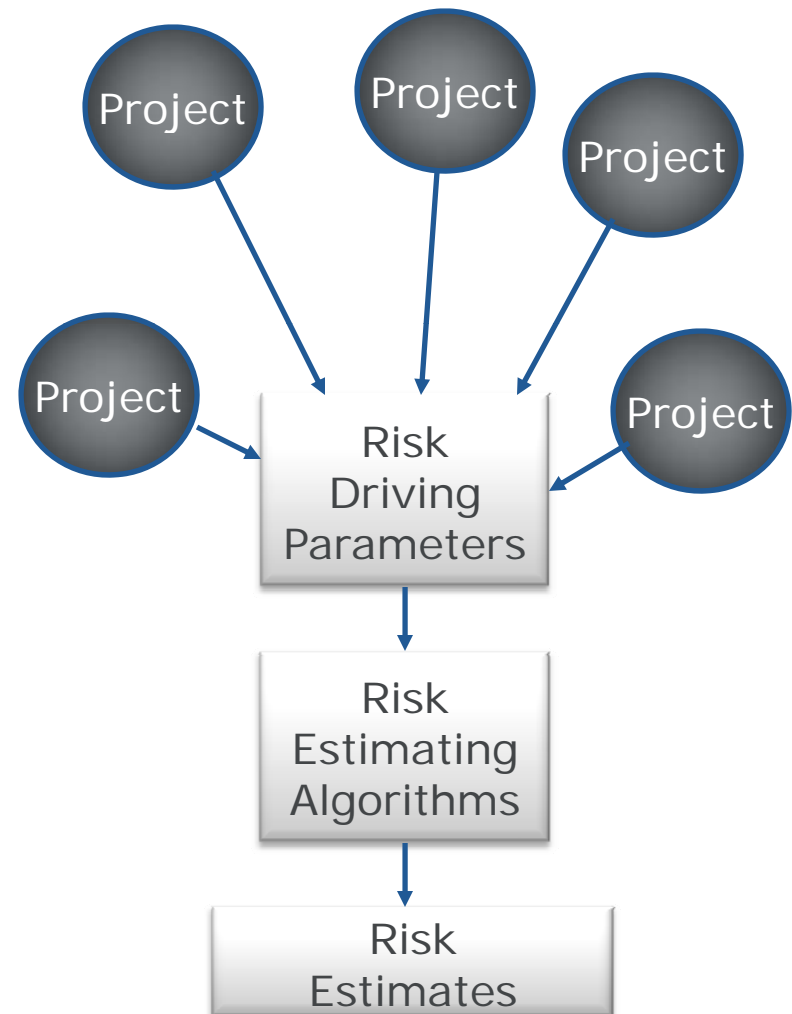 Project
Project
Project
Project
Project
Risk
Driving
Parameters
Risk
Estimating
Algorithms
Risk
Estimates